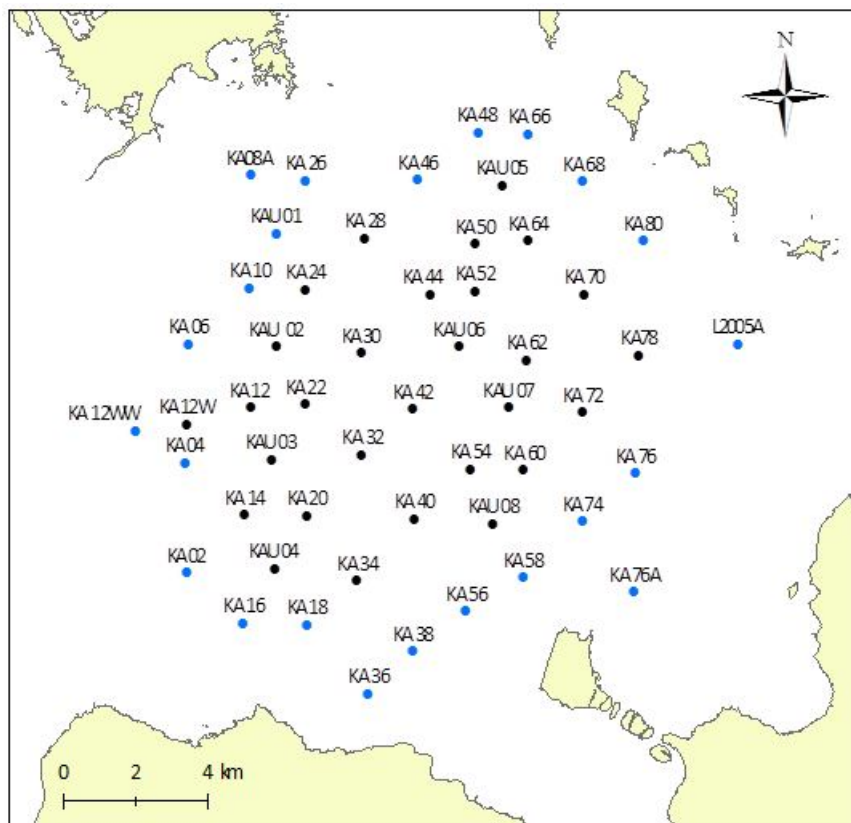 N
KA48 KA66
KA08A KA26 KA46 KAU05 KA68
KAU01 KA28 KA50 KA64 KA80
KA10 KA24 KA44 KA52 KA70
KA06 KAU02 KA30 KAU06 KA62 KA78 L2005A
KA12WW KA12W KA12 KA22 KA42 KAU07 KA72
KA04 KAU03 KA32 KA54 KA60 KA76
KA14 KA20 KA40 KAU08 KA74
KA02 KAU04 KA34 KA58 KA76A
KA16 KA18 KA56
KA38
KA36
0 2 4 km